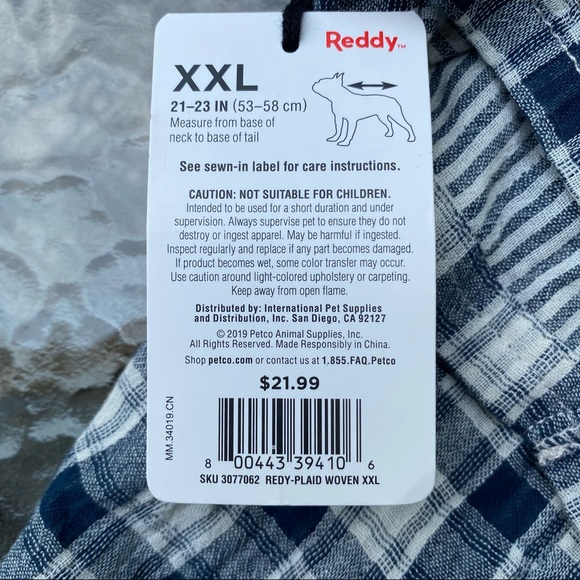 Reddy™
XXL
21–23 IN (53–58 cm)
Measure from base of
neck to base of tail
See sewn-in label for care instructions.
CAUTION: NOT SUITABLE FOR CHILDREN.
Intended to be used for a short duration and under
supervision. Always supervise pet to ensure they do not
destroy or ingest apparel. May be harmful if ingested.
Inspect regularly and replace if any part becomes damaged.
If product becomes wet, some color transfer may occur.
Use caution around light-colored upholstery or carpeting.
Keep away from open flame.
Distributed by: International Pet Supplies
and Distribution, Inc. San Diego, CA 92127
© 2019 Petco Animal Supplies, Inc.
All Rights Reserved. Made Responsibly in China.
Shop petco.com or contact us at 1.855.FAQ.Petco
$21.99
MM.34019.CN
8 00443 39410 6
SKU 3077062 REDY-PLAID WOVEN XXL